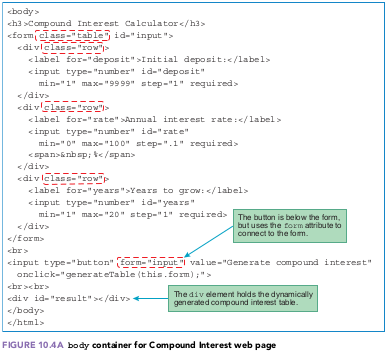 <body>
<h3>Compound Interest Calculator</h3>
<form class="table" id="input">
<div class="row">
<label for="deposit">Initial deposit:</label>
<input type="number" id="deposit"
min="1" max="9999" step="1" required>
</div>
<div class="row">
<label for="rate">Annual interest rate:</label>
<input type="number" id="rate"
min="0" max="100" step=".1" required>
<span>&nbsp;%</span>
</div>
<div class="row">
<label for="years">Years to grow:</label>
<input type="number" id="years"
min="1" max="20" step="1" required>
</div>
</form>
The button is below the form,
but uses the form attribute to
connect to the form.
<br>
<input type="button" form="input" value="Generate compound interest"
onclick="generateTable(this.form);">
<br><br>
<div id="result"></div>
The div element holds the dynamically
generated compound interest table.
</body>
</html>
FIGURE 10.4A body container for Compound Interest web page